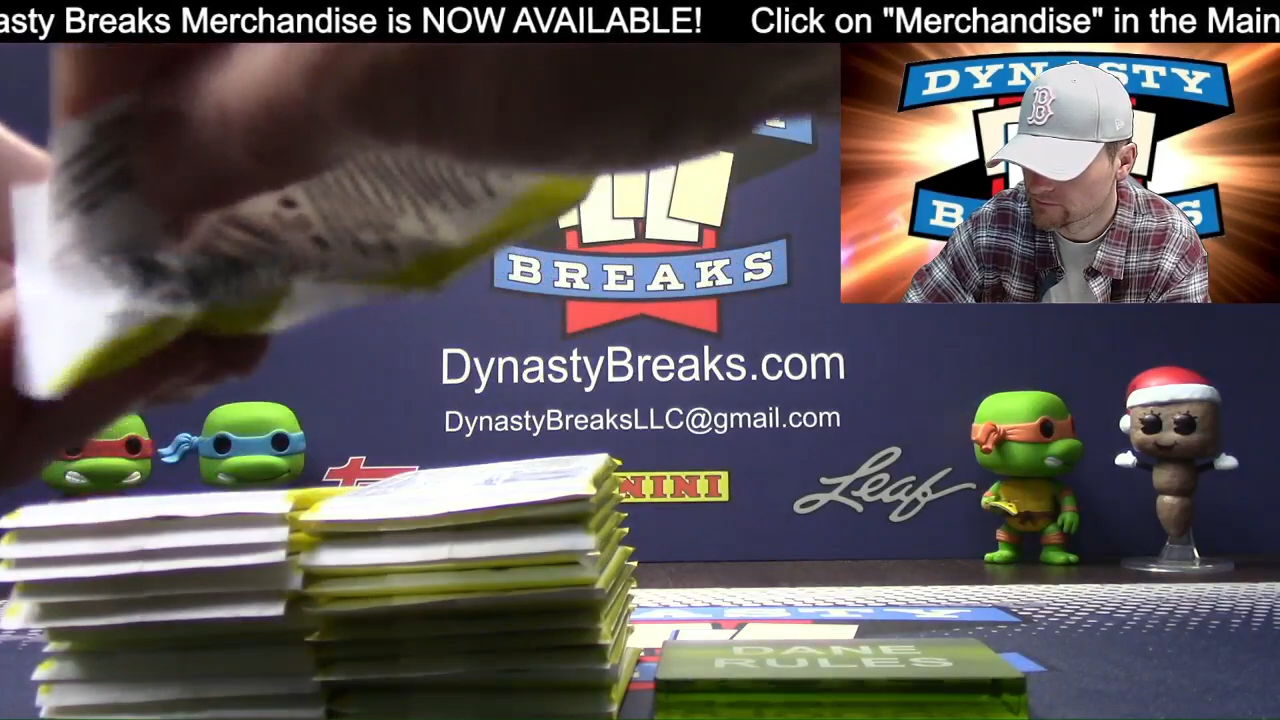 asty Breaks Merchandise is NOW AVAILABLE! Click on "Merchandise" in the Main
DYNASTY
B
BREAKS
DynastyBreaks.com
DynastyBreaksLLC@gmail.com
NINI
Leaf
DANE
RULES